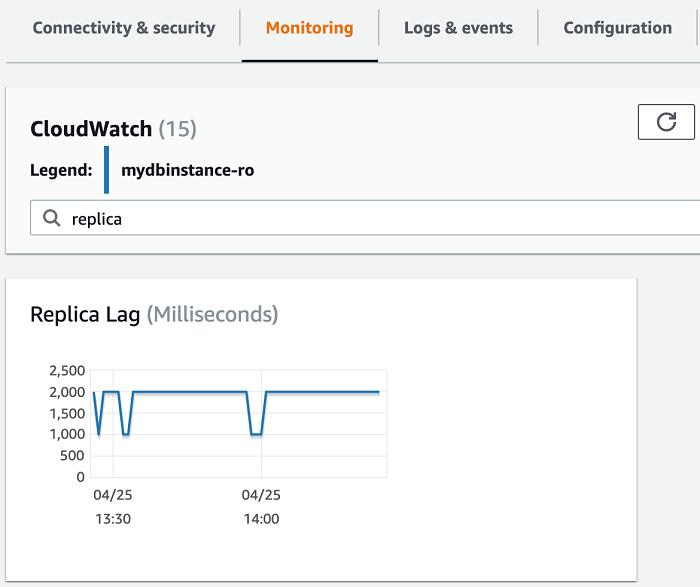 Connectivity & security
Monitoring
Logs & events
Configuration
CloudWatch (15)
Legend: mydbinstance-ro
replica
Replica Lag (Milliseconds)
2,500
2,000
1,500
1,000
500
0
04/25 04/25
13:30 14:00